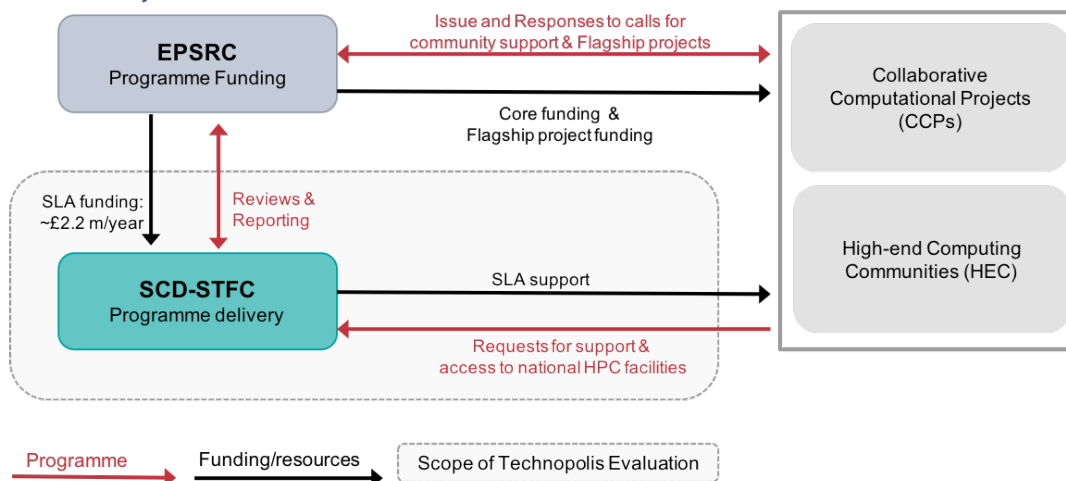 EPSRC
Programme Funding
Issue and Responses to calls for
community support & Flagship projects
Core funding &
Flagship project funding
Collaborative
Computational Projects
(CCPs)
SLA funding:
~£2.2 m/year
Reviews &
Reporting
High-end Computing
Communities (HEC)
SCD-STFC
Programme delivery
SLA support
Requests for support &
access to national HPC facilities
Programme
Funding/resources
Scope of Technopolis Evaluation